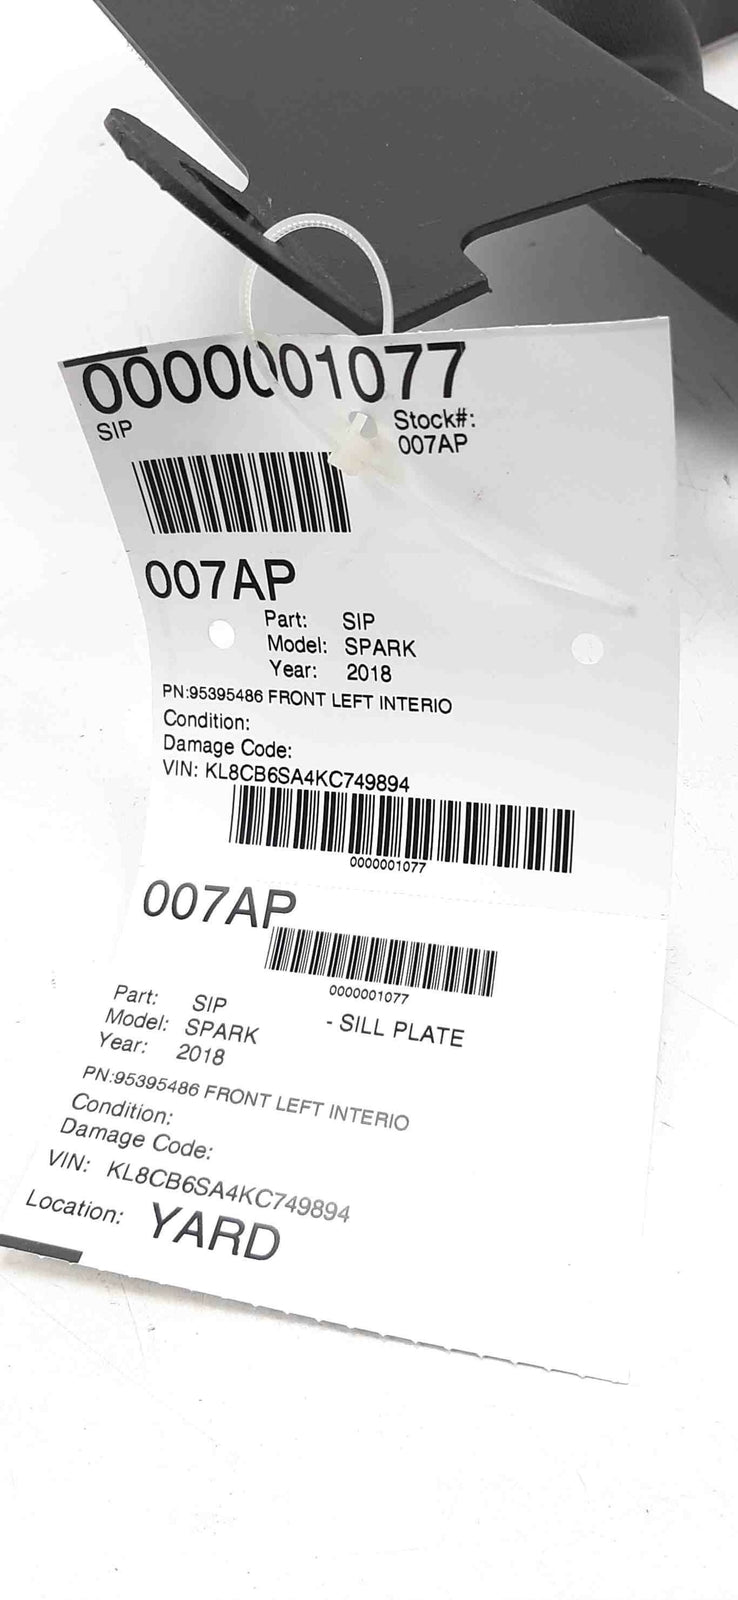 0000001077
SIP
Stock#:
007AP
007AP
Part: SIP
Model: SPARK
Year: 2018
PN:95395486 FRONT LEFT INTERIO
Condition:
Damage Code:
VIN: KL8CB6SA4KC749894
0000001077
007AP
0000001077
Part: SIP
- SILL PLATE
Model: SPARK
Year: 2018
PN:95395486 FRONT LEFT INTERIO
Condition:
Damage Code:
VIN: KL8CB6SA4KC749894
Location: YARD